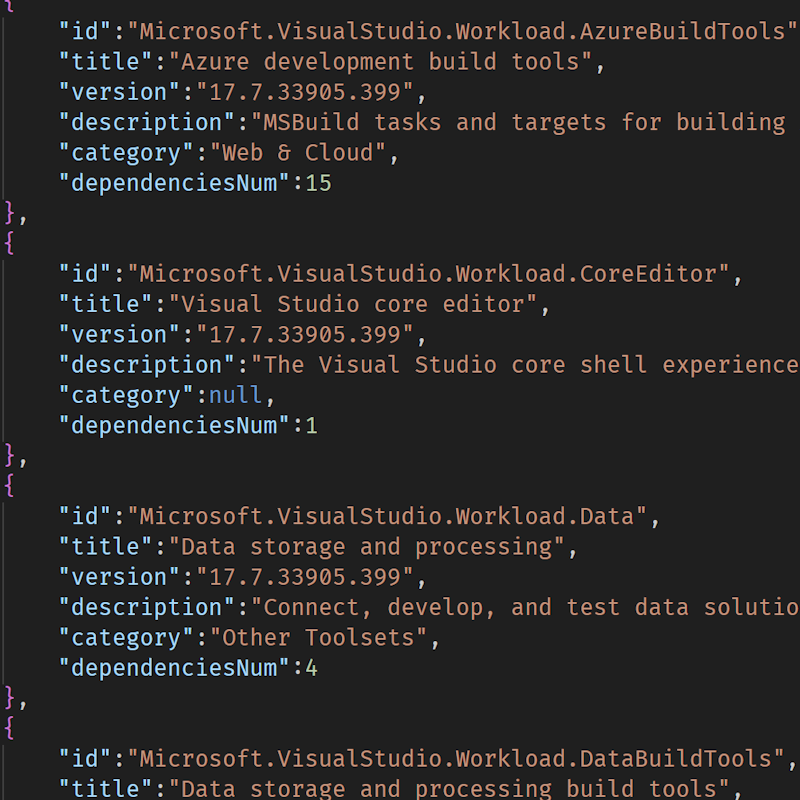 {
"id":"Microsoft.VisualStudio.Workload.AzureBuildTools"
"title":"Azure development build tools",
"version":"17.7.33905.399",
"description":"MSBuild tasks and targets for building
"category":"Web & Cloud",
"dependenciesNum":15
},
{
"id":"Microsoft.VisualStudio.Workload.CoreEditor",
"title":"Visual Studio core editor",
"version":"17.7.33905.399",
"description":"The Visual Studio core shell experience
"category":null,
"dependenciesNum":1
},
{
"id":"Microsoft.VisualStudio.Workload.Data",
"title":"Data storage and processing",
"version":"17.7.33905.399",
"description":"Connect, develop, and test data solutio
"category":"Other Toolsets",
"dependenciesNum":4
},
{
"id":"Microsoft.VisualStudio.Workload.DataBuildTools",
"title":"Data storage and processing build tools",